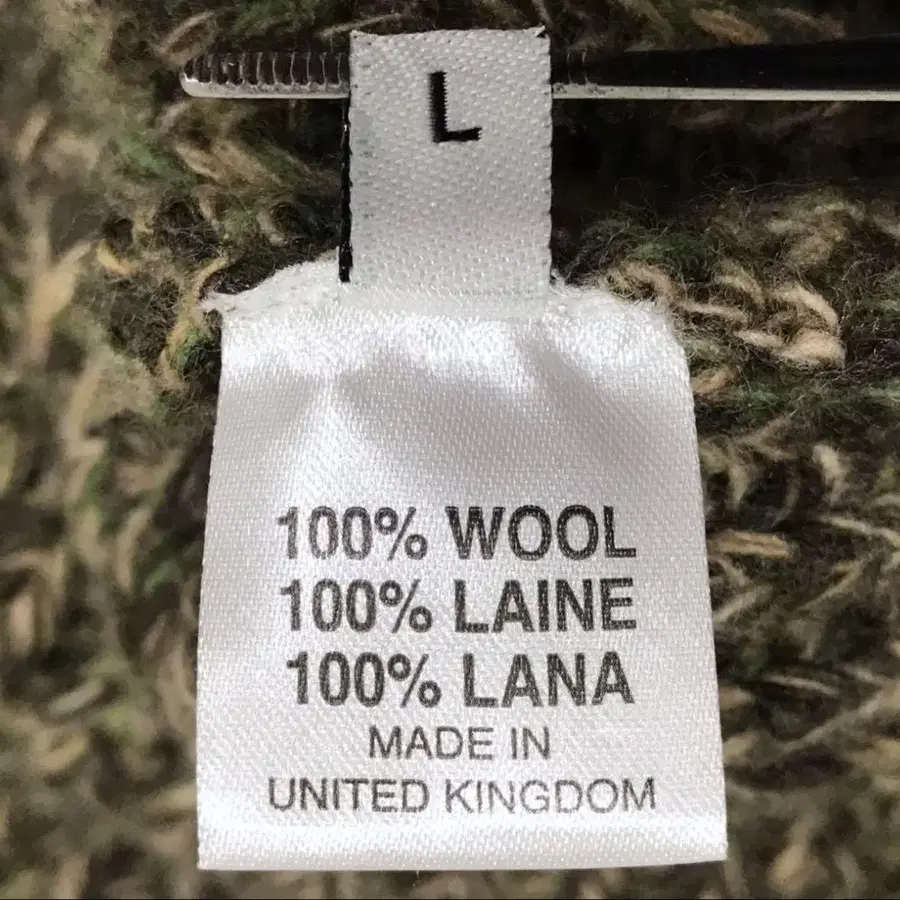 L
100% WOOL
100% LAINE
100% LANA
MADE IN
UNITED KINGDOM